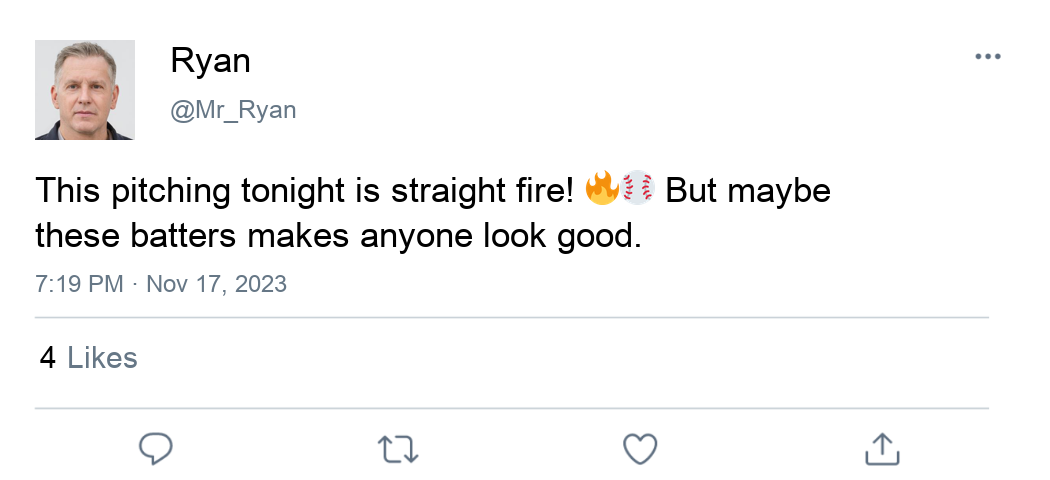 Ryan
@Mr_Ryan
This pitching tonight is straight fire! 🔥⚾ But maybe
these batters makes anyone look good.
7:19 PM · Nov 17, 2023
4 Likes